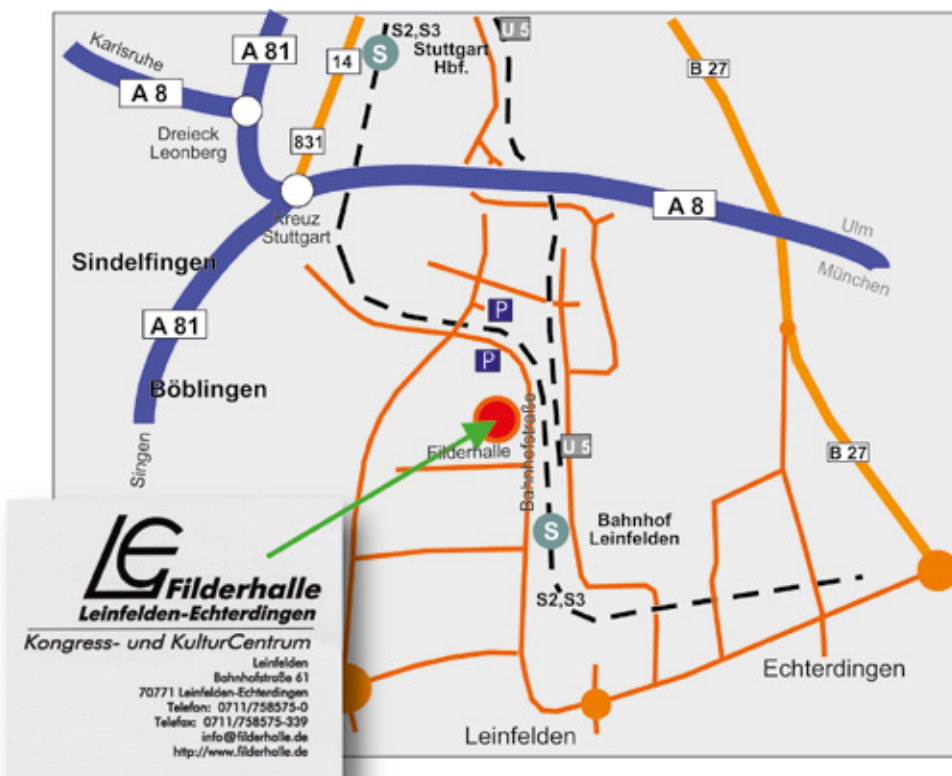 S2,S3
U 5
Stuttgart
Hbf.
Karlsruhe
A 81
14
A 8
B 27
Dreieck
Leonberg
831
A 8
Kreuz
Stuttgart
Ulm
München
Sindelfingen
A 81
P
P
Böblingen
Singen
Filderhalle
Bahnhofstraße
U 5
B 27
S
S
Bahnhof
Leinfelden
S2,S3
Echterdingen
Leinfelden
LE
Filderhalle
Leinfelden-Echterdingen
Kongress- und KulturCentrum
Leinfelden
Bahnhofstraße 61
70771 Leinfelden-Echterdingen
Telefon: 0711/758575-0
Telefax: 0711/758575-339
info@filderhalle.de
http://www.filderhalle.de